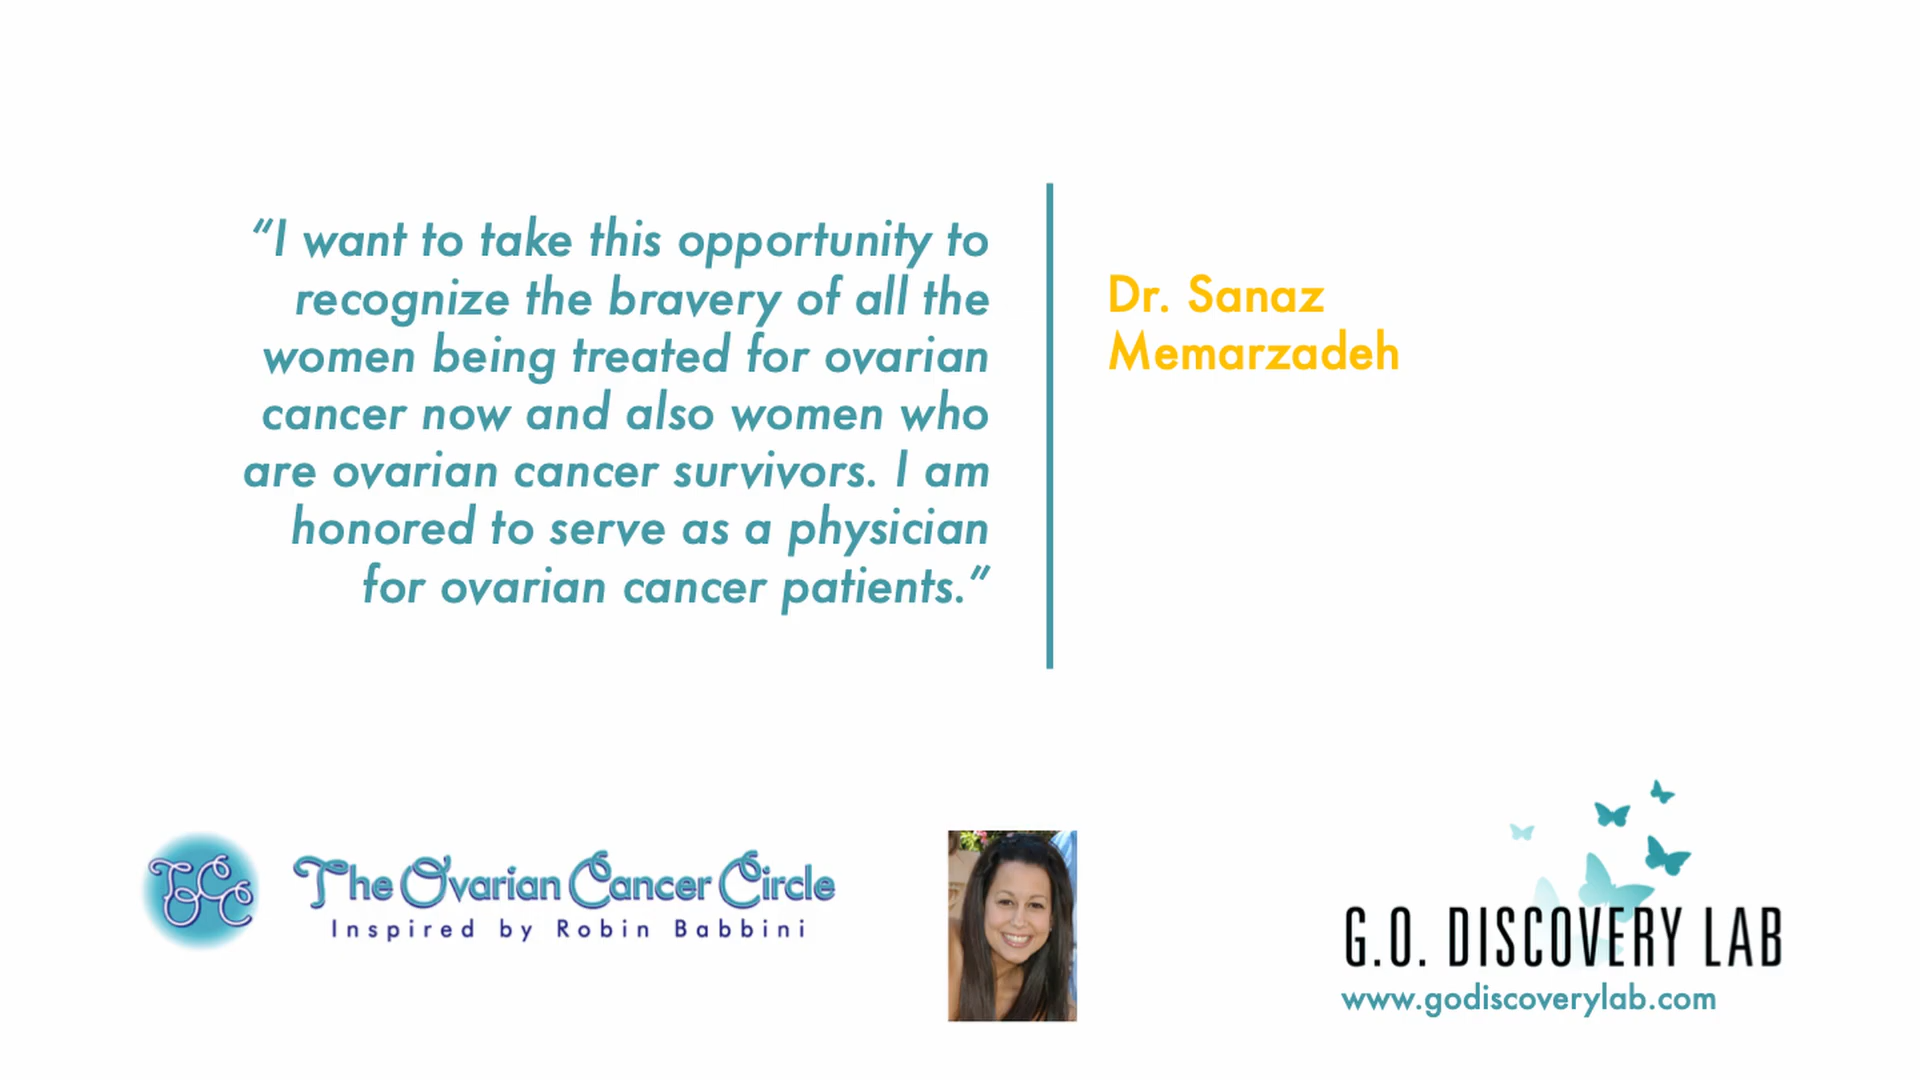 “I want to take this opportunity to
recognize the bravery of all the
women being treated for ovarian
cancer now and also women who
are ovarian cancer survivors. I am
honored to serve as a physician
for ovarian cancer patients.”
Dr. Sanaz
Memarzadeh
TOCC
The Ovarian Cancer Circle
Inspired by Robin Babbini
G.O. DISCOVERY LAB
www.godiscoverylab.com